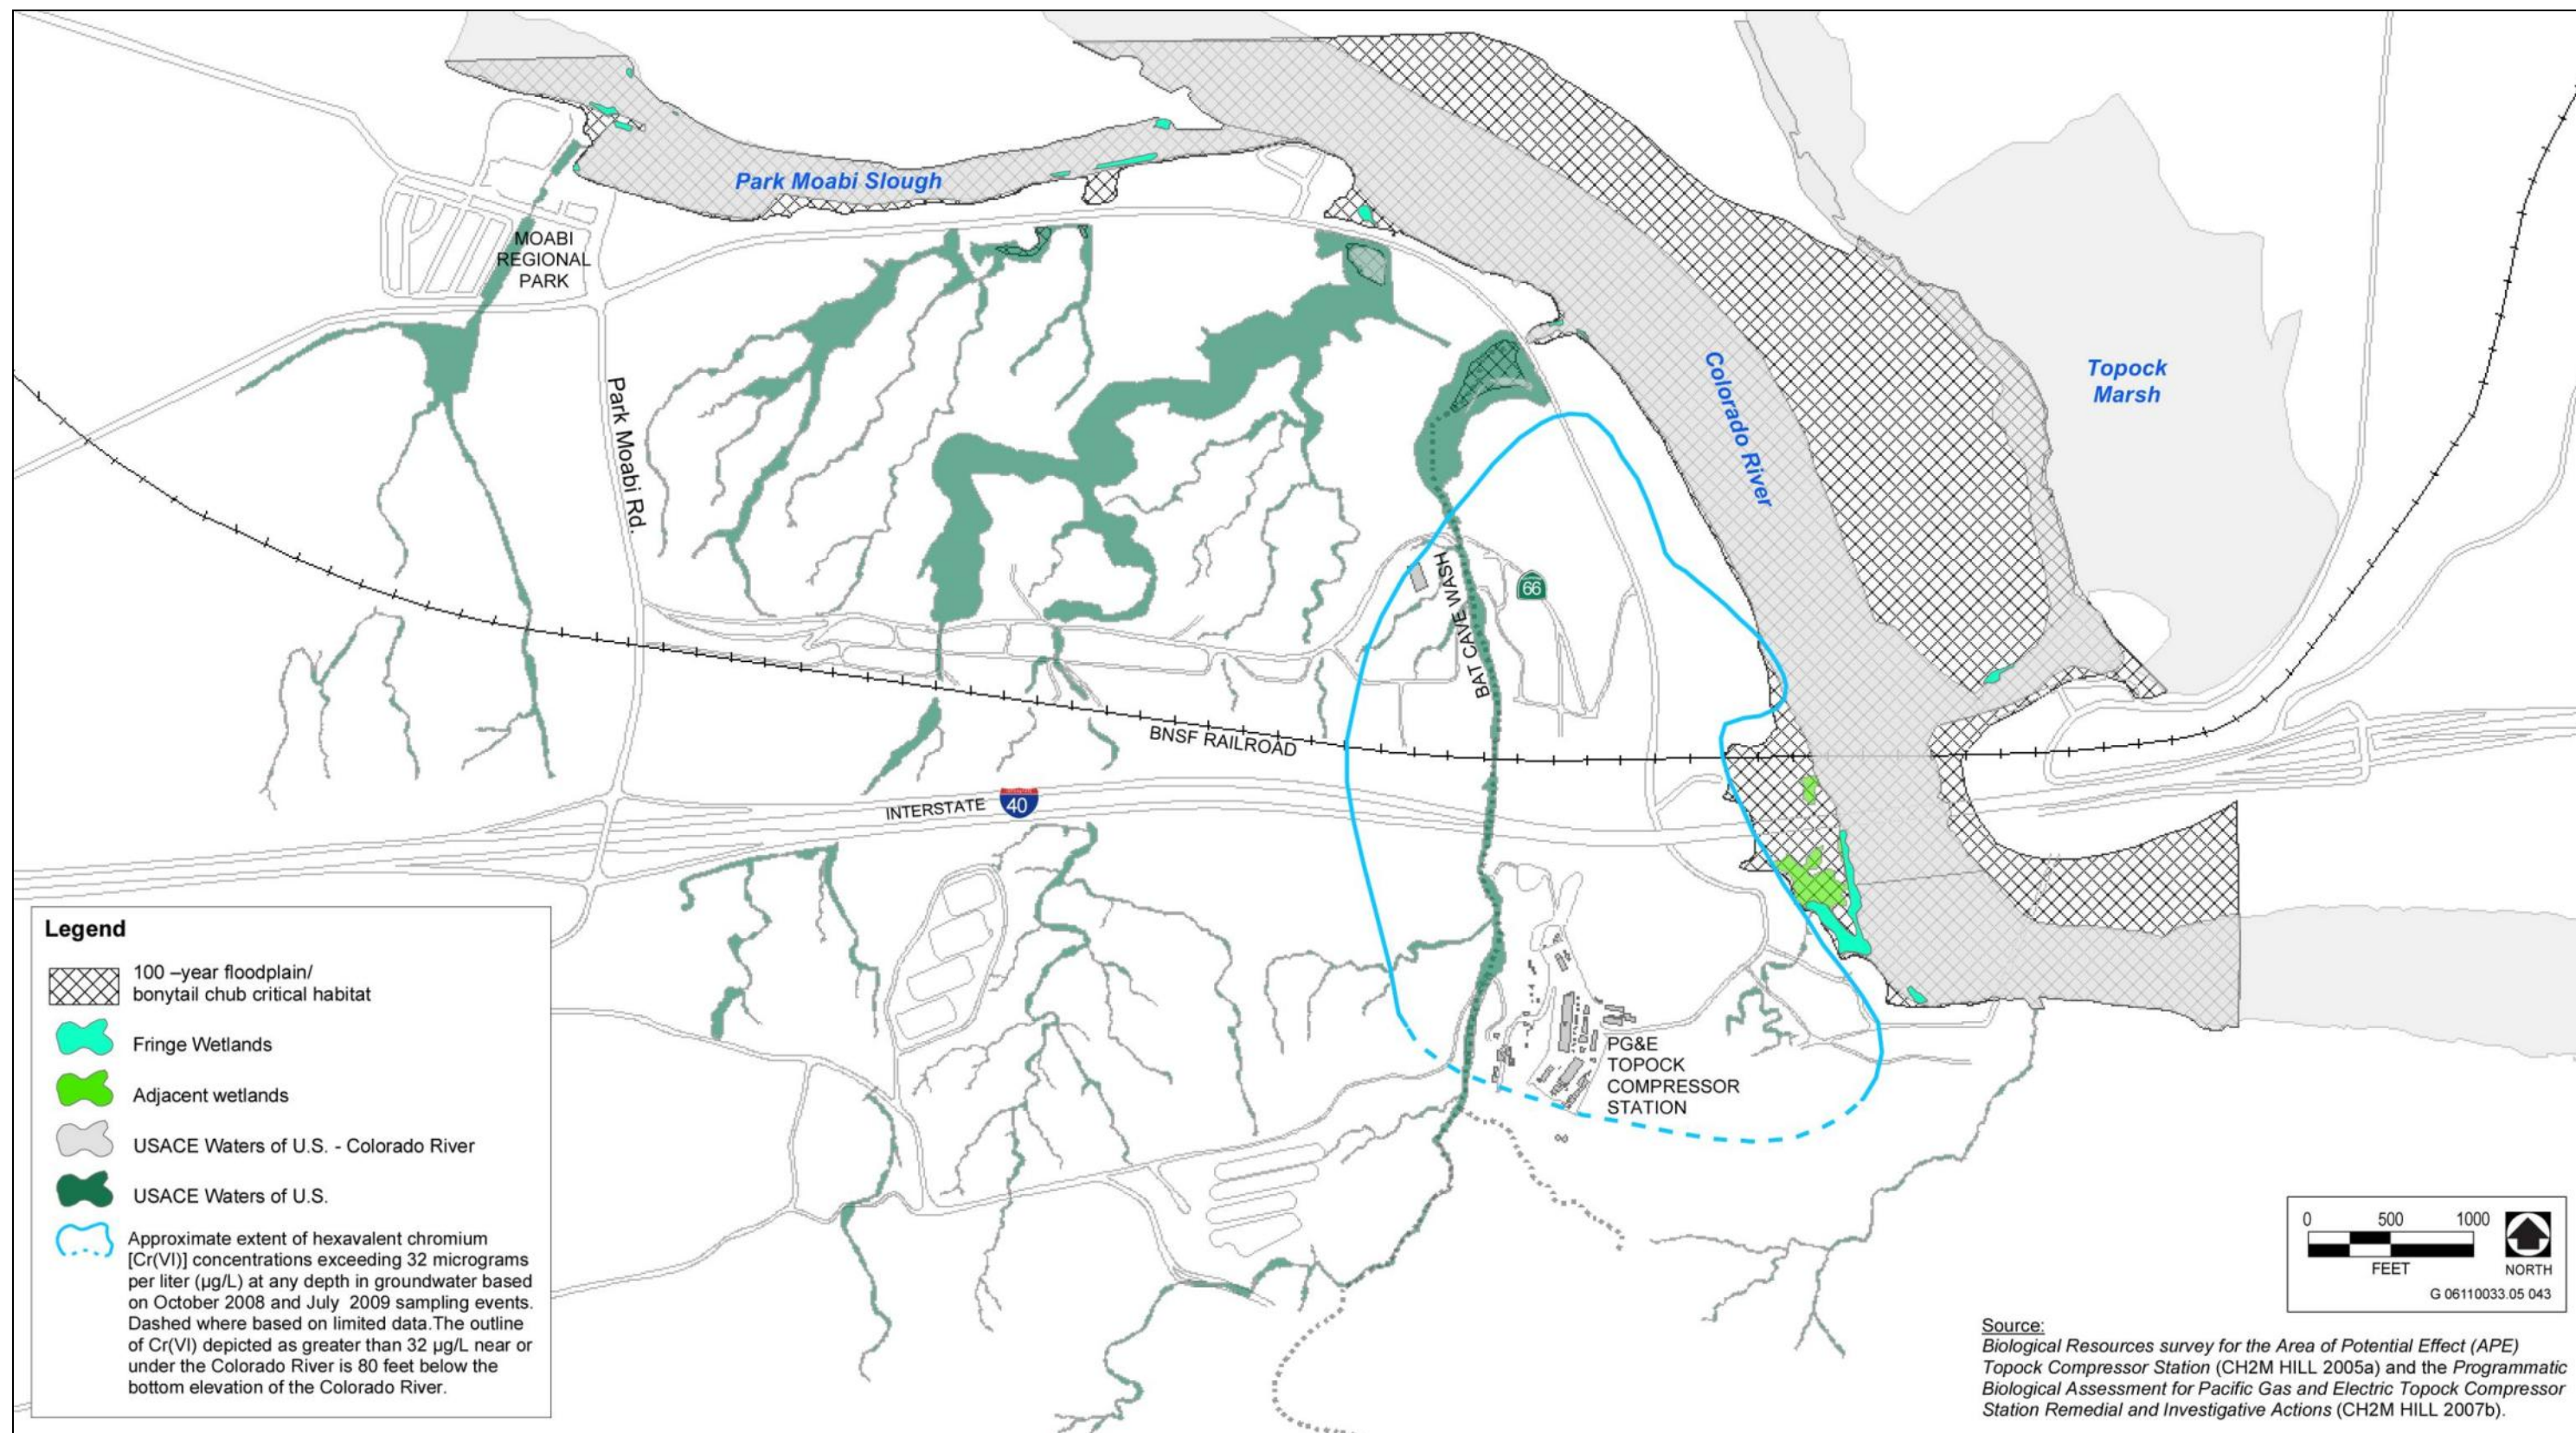 Park Moabi Slough
MOABI
REGIONAL
PARK
Park Moabi Rd.
Colorado River
Topock
Marsh
BAT CAVE WASH
66
BNSF RAILROAD
INTERSTATE
40
PG&E
TOPOCK
COMPRESSOR
STATION
Legend
100 –year floodplain/
bonytail chub critical habitat
Fringe Wetlands
Adjacent wetlands
USACE Waters of U.S. - Colorado River
USACE Waters of U.S.
Approximate extent of hexavalent chromium
[Cr(VI)] concentrations exceeding 32 micrograms
per liter (µg/L) at any depth in groundwater based
on October 2008 and July 2009 sampling events.
Dashed where based on limited data.The outline
of Cr(VI) depicted as greater than 32 µg/L near or
under the Colorado River is 80 feet below the
bottom elevation of the Colorado River.
0 500 1000
FEET
NORTH
G 06110033.05 043
Source:
Biological Resources survey for the Area of Potential Effect (APE)
Topock Compressor Station (CH2M HILL 2005a) and the Programmatic
Biological Assessment for Pacific Gas and Electric Topock Compressor
Station Remedial and Investigative Actions (CH2M HILL 2007b).